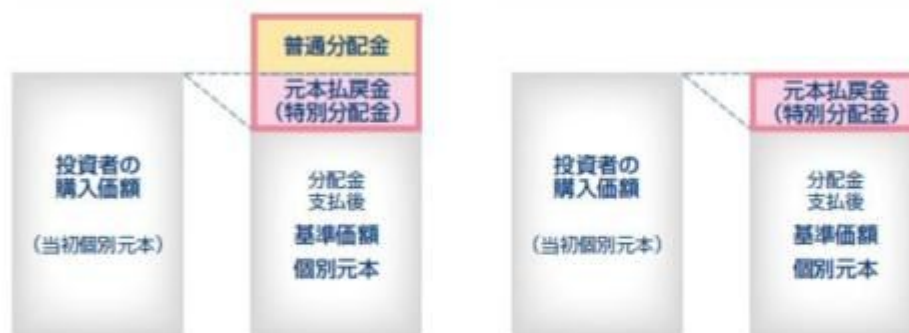 普通分配金
元本払戻金
（特別分配金）
投資者の
購入価額
（当初個別元本）
分配金
支払後
基準価額
個別元本
元本払戻金
（特別分配金）
投資者の
購入価額
（当初個別元本）
分配金
支払後
基準価額
個別元本